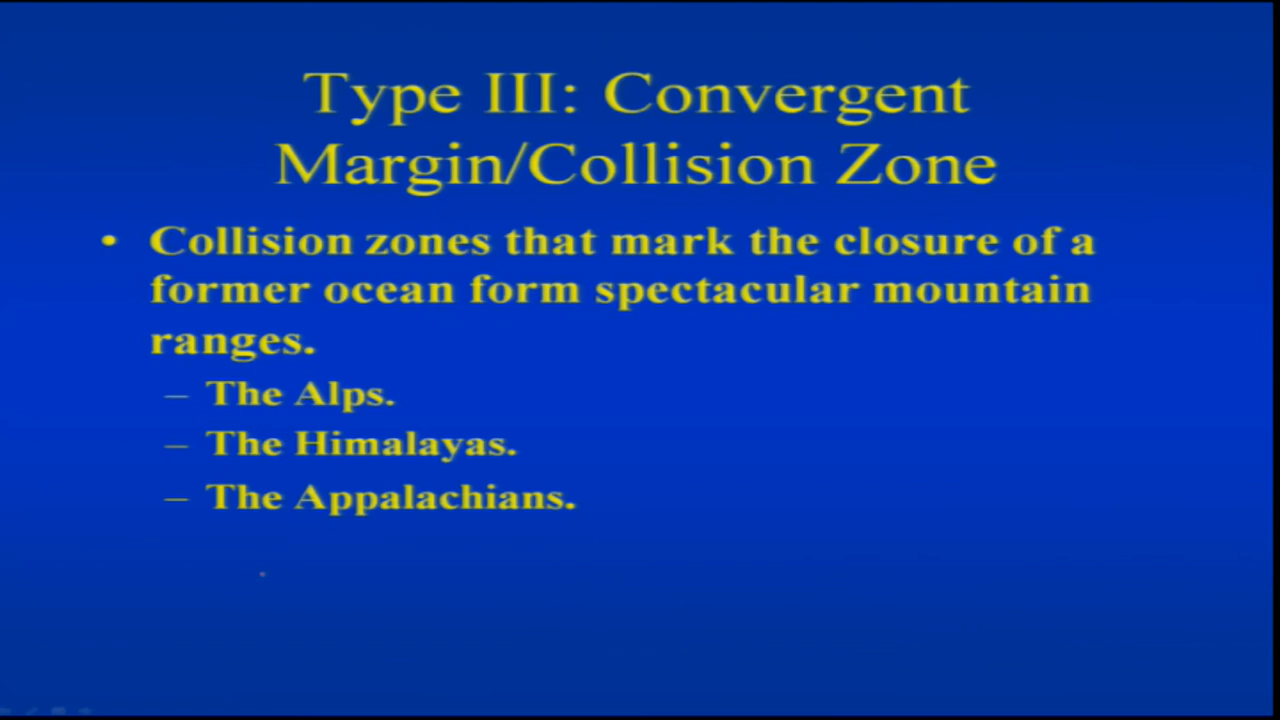 Type III: Convergent
Margin/Collision Zone
• Collision zones that mark the closure of a
former ocean form spectacular mountain
ranges.
– The Alps.
– The Himalayas.
– The Appalachians.